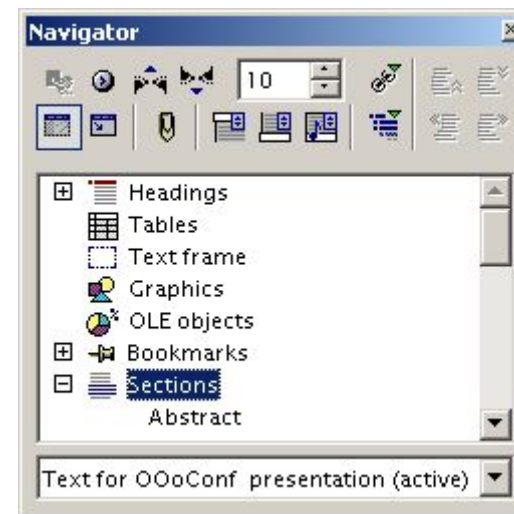 Navigator
10
Headings
Tables
Text frame
Graphics
OLE objects
Bookmarks
Sections
Abstract
Text for OOoConf presentation (active)